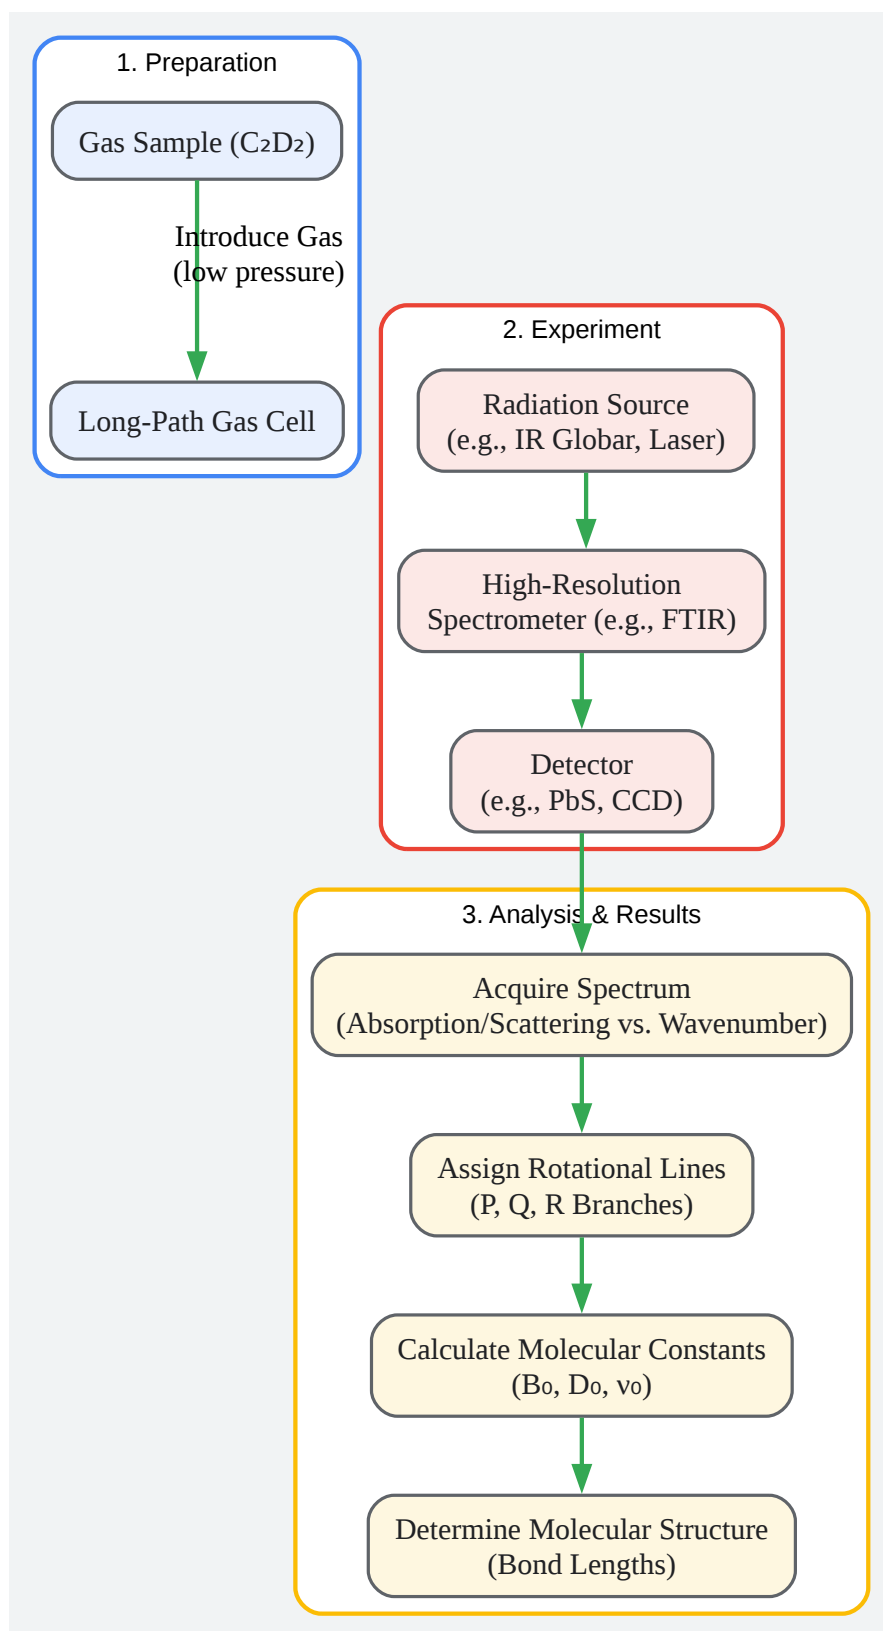 1. Preparation
Gas Sample (C₂D₂)
Introduce Gas
(low pressure)
Long-Path Gas Cell
2. Experiment
Radiation Source
(e.g., IR Globar, Laser)
High-Resolution
Spectrometer (e.g., FTIR)
Detector
(e.g., PbS, CCD)
3. Analysis & Results
Acquire Spectrum
(Absorption/Scattering vs. Wavenumber)
Assign Rotational Lines
(P, Q, R Branches)
Calculate Molecular Constants
(B₀, D₀, ν₀)
Determine Molecular Structure
(Bond Lengths)